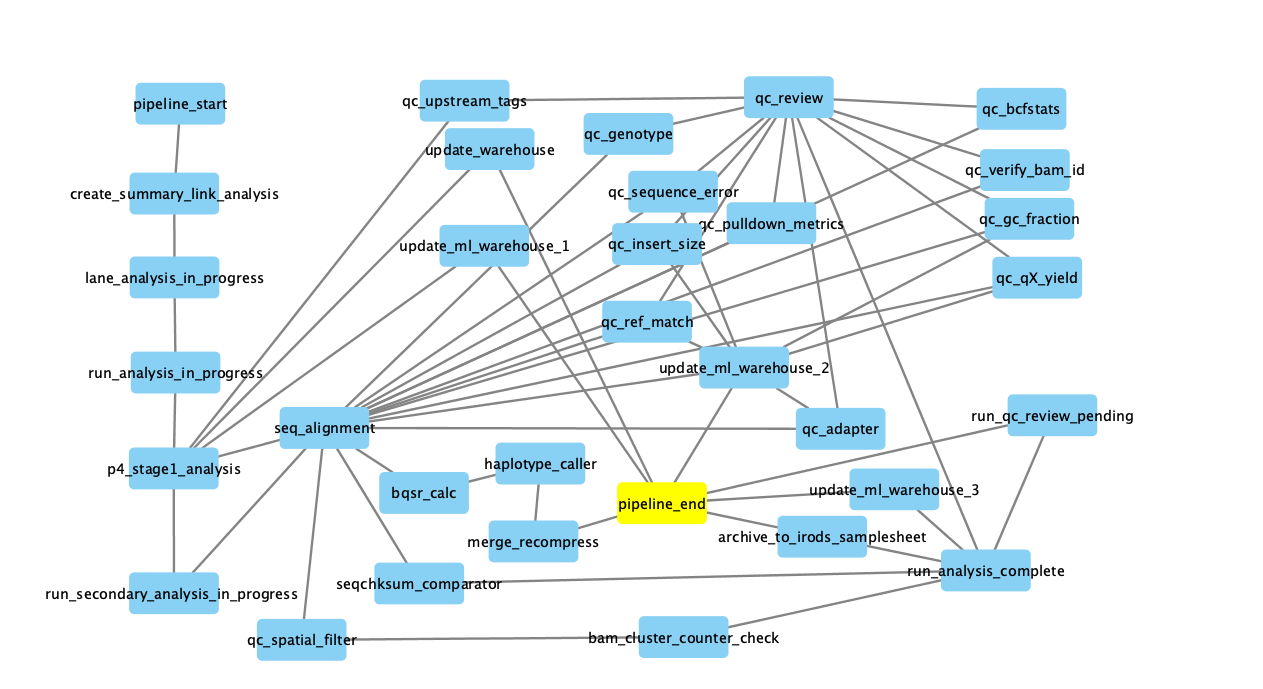 pipeline_start
qc_upstream_tags
qc_review
qc_bcfstats
qc_genotype
update_warehouse
qc_verify_bam_id
create_summary_link_analysis
qc_sequence_error
qc_gc_fraction
qc_pulldown_metrics
update_ml_warehouse_1
qc_insert_size
lane_analysis_in_progress
qc_qX_yield
qc_ref_match
update_ml_warehouse_2
run_analysis_in_progress
run_qc_review_pending
seq_alignment
qc_adapter
p4_stage1_analysis
haplotype_caller
bqsr_calc
update_ml_warehouse_3
pipeline_end
archive_to_irods_samplesheet
merge_recompress
run_analysis_complete
seqchksum_comparator
run_secondary_analysis_in_progress
bam_cluster_counter_check
qc_spatial_filter